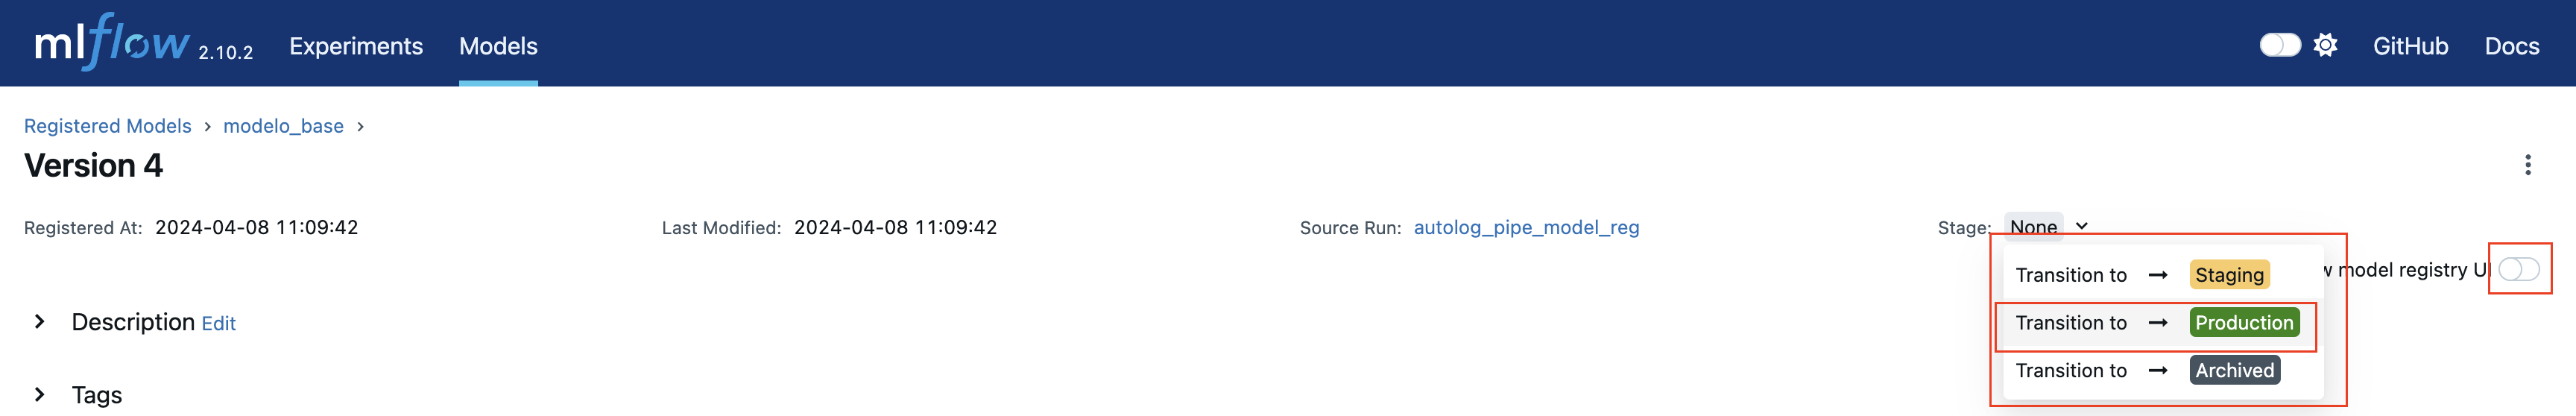 mlflow 2.10.2 Experiments Models GitHub Docs
Registered Models > modelo_base >
Version 4
Registered At: 2024-04-08 11:09:42 Last Modified: 2024-04-08 11:09:42 Source Run: autolog_pipe_model_reg Stage: None
Transition to → Staging
model registry UI
Description Edit
Transition to → Production
Transition to → Archived
Tags